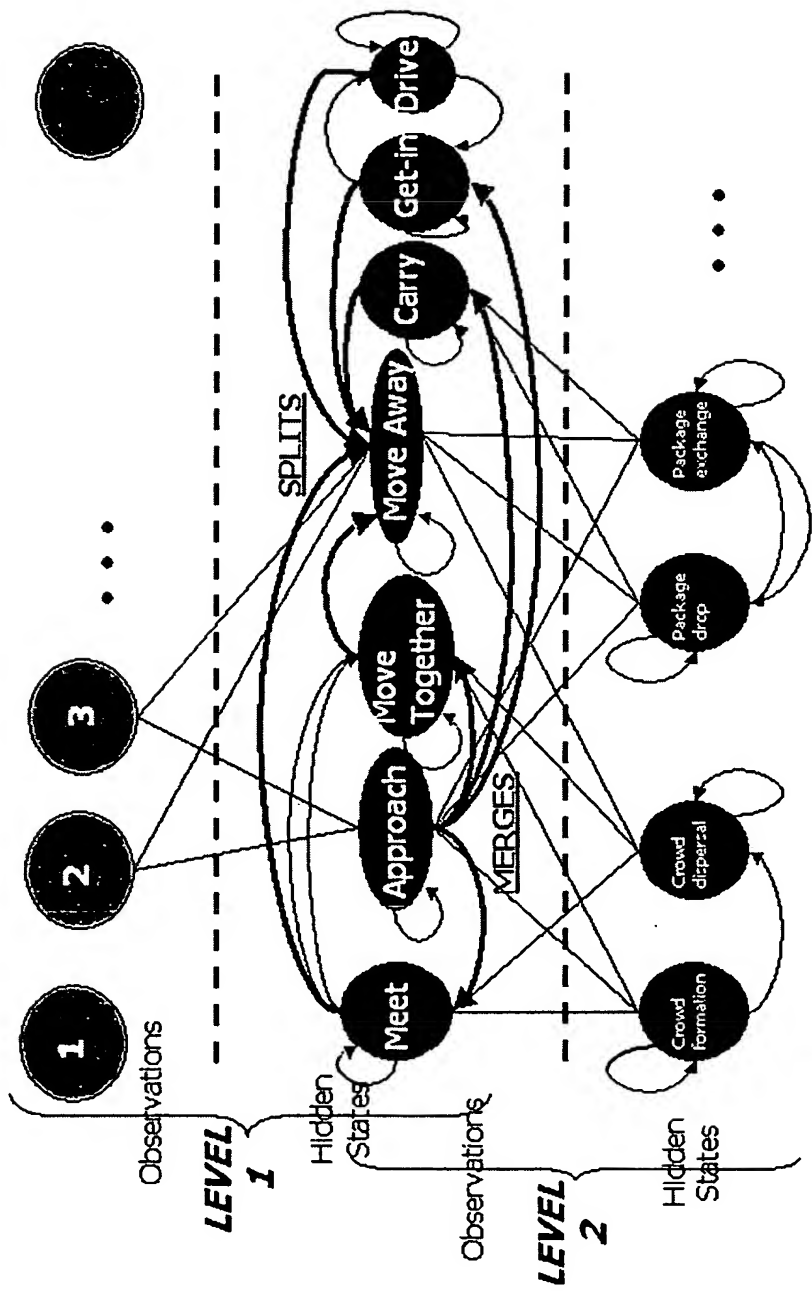 1
2
3
Observations
LEVEL
1
SPLITS
Hidden
States
Meet
Approach
Move
Together
Move Away
Carry
Get-in
Drive
MERGES
Observations
LEVEL
2
Hidden
States
Crowd
formation
Crowd
dispersal
Package
drop
Package
exchange